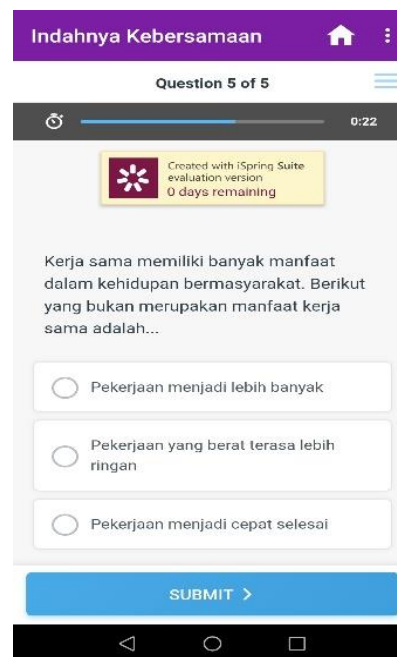 Indahnya Kebersamaan
Question 5 of 5
0:22
Created with iSpring Suite
evaluation version
0 days remaining
Kerja sama memiliki banyak manfaat
dalam kehidupan bermasyarakat. Berikut
yang bukan merupakan manfaat kerja
sama adalah...
Pekerjaan menjadi lebih banyak
Pekerjaan yang berat terasa lebih
ringan
Pekerjaan menjadi cepat selesai
SUBMIT >